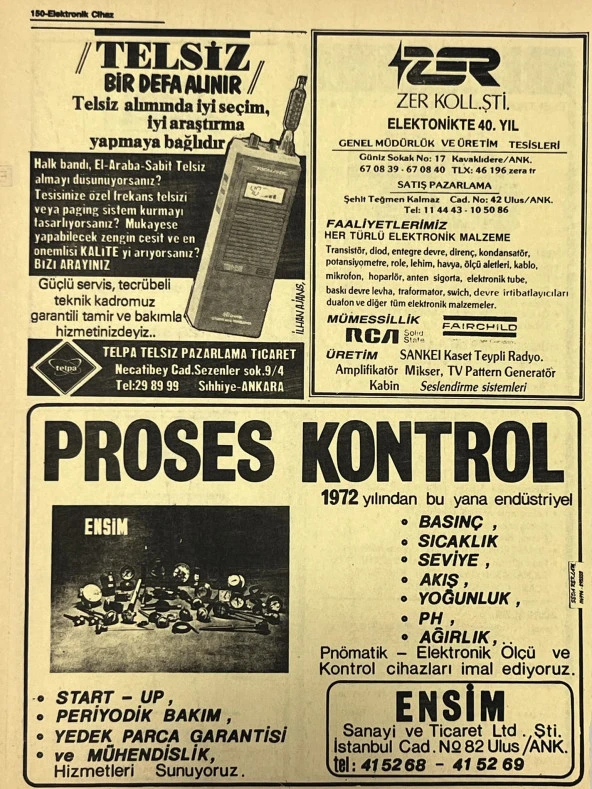 150-Elektronik Cihaz
TELSİZ
BİR DEFA ALINIR
Telsiz alımında iyi seçim,
iyi araştırma
yapmaya bağlıdır
Halk bandı, El-Araba-Sabit Telsiz
almayı dusunuyorsanız?
Tesisinize özel frekans telsizi
veya paging sistem kurmayı
tasarlıyorsanız? Mukayese
yapabilecek zengin cesit ve en
onemlisi KALİTE yi arıyorsanız?
BİZİ ARAYINIZ
Güçlü servis, tecrübeli
teknik kadromuz
garantili tamir ve bakımla
hizmetinizdeyiz..
İLHAN AJANS,
telpa
TELPA TELSİZ PAZARLAMA TİCARET
Necatibey Cad.Sezenler sok.9/4
Tel:29 89 99 Sıhhiye-ANKARA
ZER
ZER KOLL.ŞTİ.
ELEKTONİKTE 40. YIL
GENEL MÜDÜRLÜK VE ÜRETİM TESİSLERİ
Güniz Sokak No: 17 Kavaklıdere/ANK.
67 08 39 - 67 08 40 TLX: 46 196 zera tr
SATIŞ PAZARLAMA
Şehit Teğmen Kalmaz Cad. No: 42 Ulus/ANK.
Tel: 11 44 43 - 10 50 86
FAALİYETLERİMİZ
HER TÜRLÜ ELEKTRONİK MALZEME
Transistör, diod, entegre devre, direnç, kondansatör,
potansiyometre, role, lehim, havya, ölçü aletleri, kablo,
mikrofon, hoparlör, anten sigorta, elektronik tube,
baskı devre levha, traformator, swich, devre irtibatlayıcıları
duafon ve diğer tüm elektronik malzemeler.
MÜMESSİLLİK
RCA Solid State
FAIRCHILD
ÜRETİM SANKEI Kaset Teypli Radyo.
Amplifikatör Mikser, TV Pattern Generatör
Kabin Seslendirme sistemleri
PROSES KONTROL
ENSİM
1972 yılından bu yana endüstriyel
• BASINÇ ,
• SICAKLIK
• SEVİYE ,
• AKIŞ ,
• YOĞUNLUK ,
• PH ,
• AĞIRLIK,..
Pnömatik - Elektronik Ölçü ve
Kontrol cihazları imal ediyoruz.
• START - UP ,
• PERİYODİK BAKIM ,
• YEDEK PARCA GARANTİSİ
• ve MÜHENDİSLİK,
Hizmetleri Sunuyoruz .
ENSİM
Sanayi ve Ticaret Ltd . Şti.
İstanbul Cad. NO 82 Ulus /ANK.
tel : 41 52 68 - 41 52 69